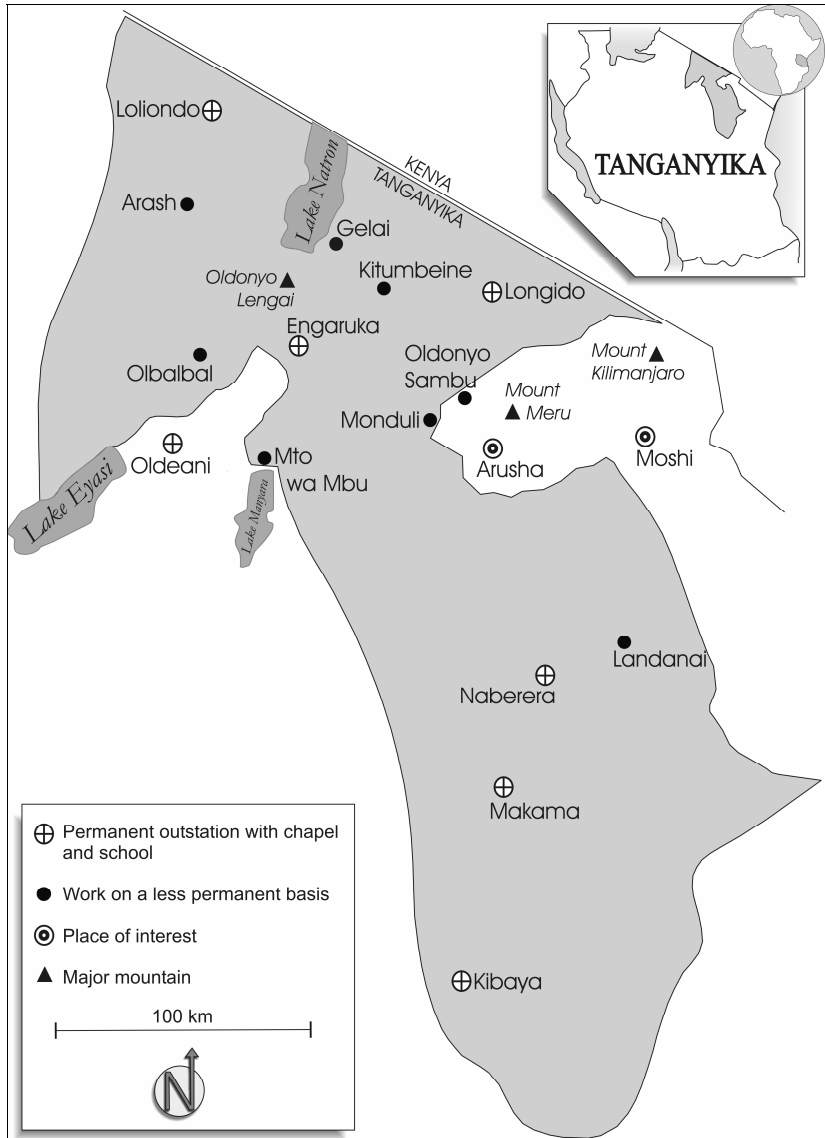 Loliondo
KENYA
TANGANYIKA
TANGANYIKA
Lake Natron
Arash
Gelai
Kitumbeine
Oldonyo
Lengai
Longido
Engaruka
Oldonyo
Sambu
Mount
Kilimanjaro
Olbalbal
Mount
Meru
Monduli
Oldeani
Mto
wa Mbu
Arusha
Moshi
Lake Eyasi
Lake Manyara
Landanai
Naberera
Makama
Kibaya
Permanent outstation with chapel
and school
Work on a less permanent basis
Place of interest
Major mountain
100 km
N